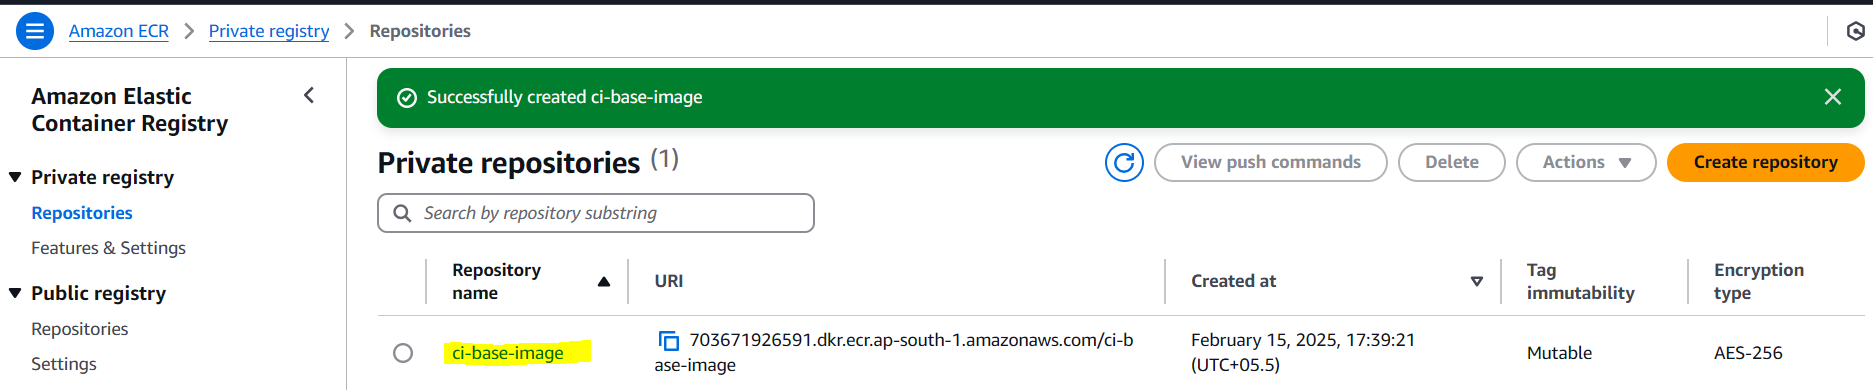 Amazon ECR > Private registry > Repositories
Amazon Elastic
Container Registry
Private registry
Repositories
Features & Settings
Public registry
Repositories
Settings
Successfully created ci-base-image
Private repositories (1)
View push commands
Delete
Actions
Create repository
Search by repository substring
Repository
name
URI
Created at
Tag
immutability
Encryption
type
ci-base-image
703671926591.dkr.ecr.ap-south-1.amazonaws.com/ci-b
ase-image
February 15, 2025, 17:39:21
(UTC+05.5)
Mutable
AES-256